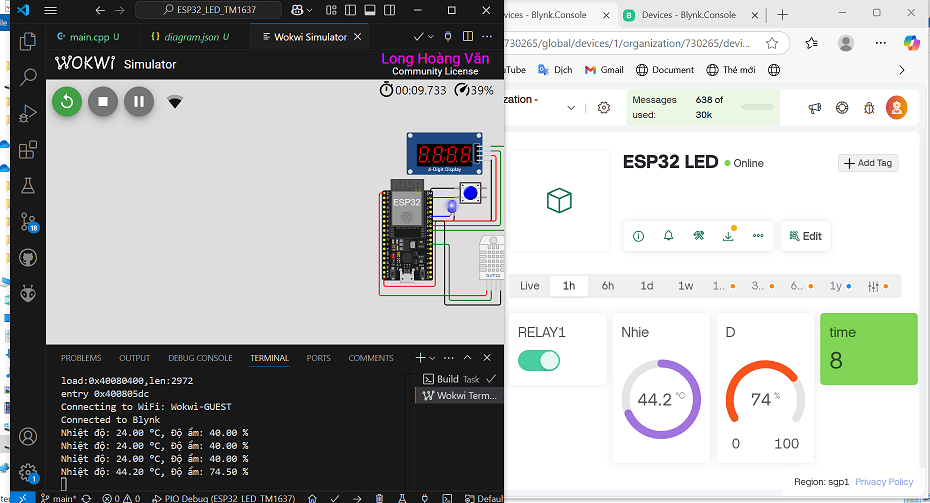 ESP32_LED_TM1637
main.cpp U
diagram.json U
Wokwi Simulator
WOKWi Simulator
Long Hoàng Văn
Community License
00:09.733
39%
4-Digit Display
ESP32
DHT22
PROBLEMS
OUTPUT
DEBUG CONSOLE
TERMINAL
PORTS
COMMENTS
load:0x40080400,len:2972
entry 0x400805dc
Connecting to WiFi: Wokwi-GUEST
Connected to Blynk
Nhiệt độ: 24.00 °C, Độ ẩm: 40.00 %
Nhiệt độ: 24.00 °C, Độ ẩm: 40.00 %
Nhiệt độ: 24.00 °C, Độ ẩm: 40.00 %
Nhiệt độ: 44.20 °C, Độ ẩm: 74.50 %
Build Task
Wokwi Term...
18
1
main*
0 0
PIO Debug (ESP32_LED_TM1637)
Defaul
vices - Blynk.Console
Devices - Blynk.Console
730265/global/devices/1/organization/730265/devi...
uTube
Dịch
Gmail
Document
Thẻ mới
zation -
Messages used:
638 of 30k
ESP32 LED
Online
Add Tag
Edit
Live
1h
6h
1d
1w
1..
3..
6..
1y
RELAY1
Nhie
44.2 °C
D
74 %
0 100
time
8
Region: sgp1 Privacy Policy